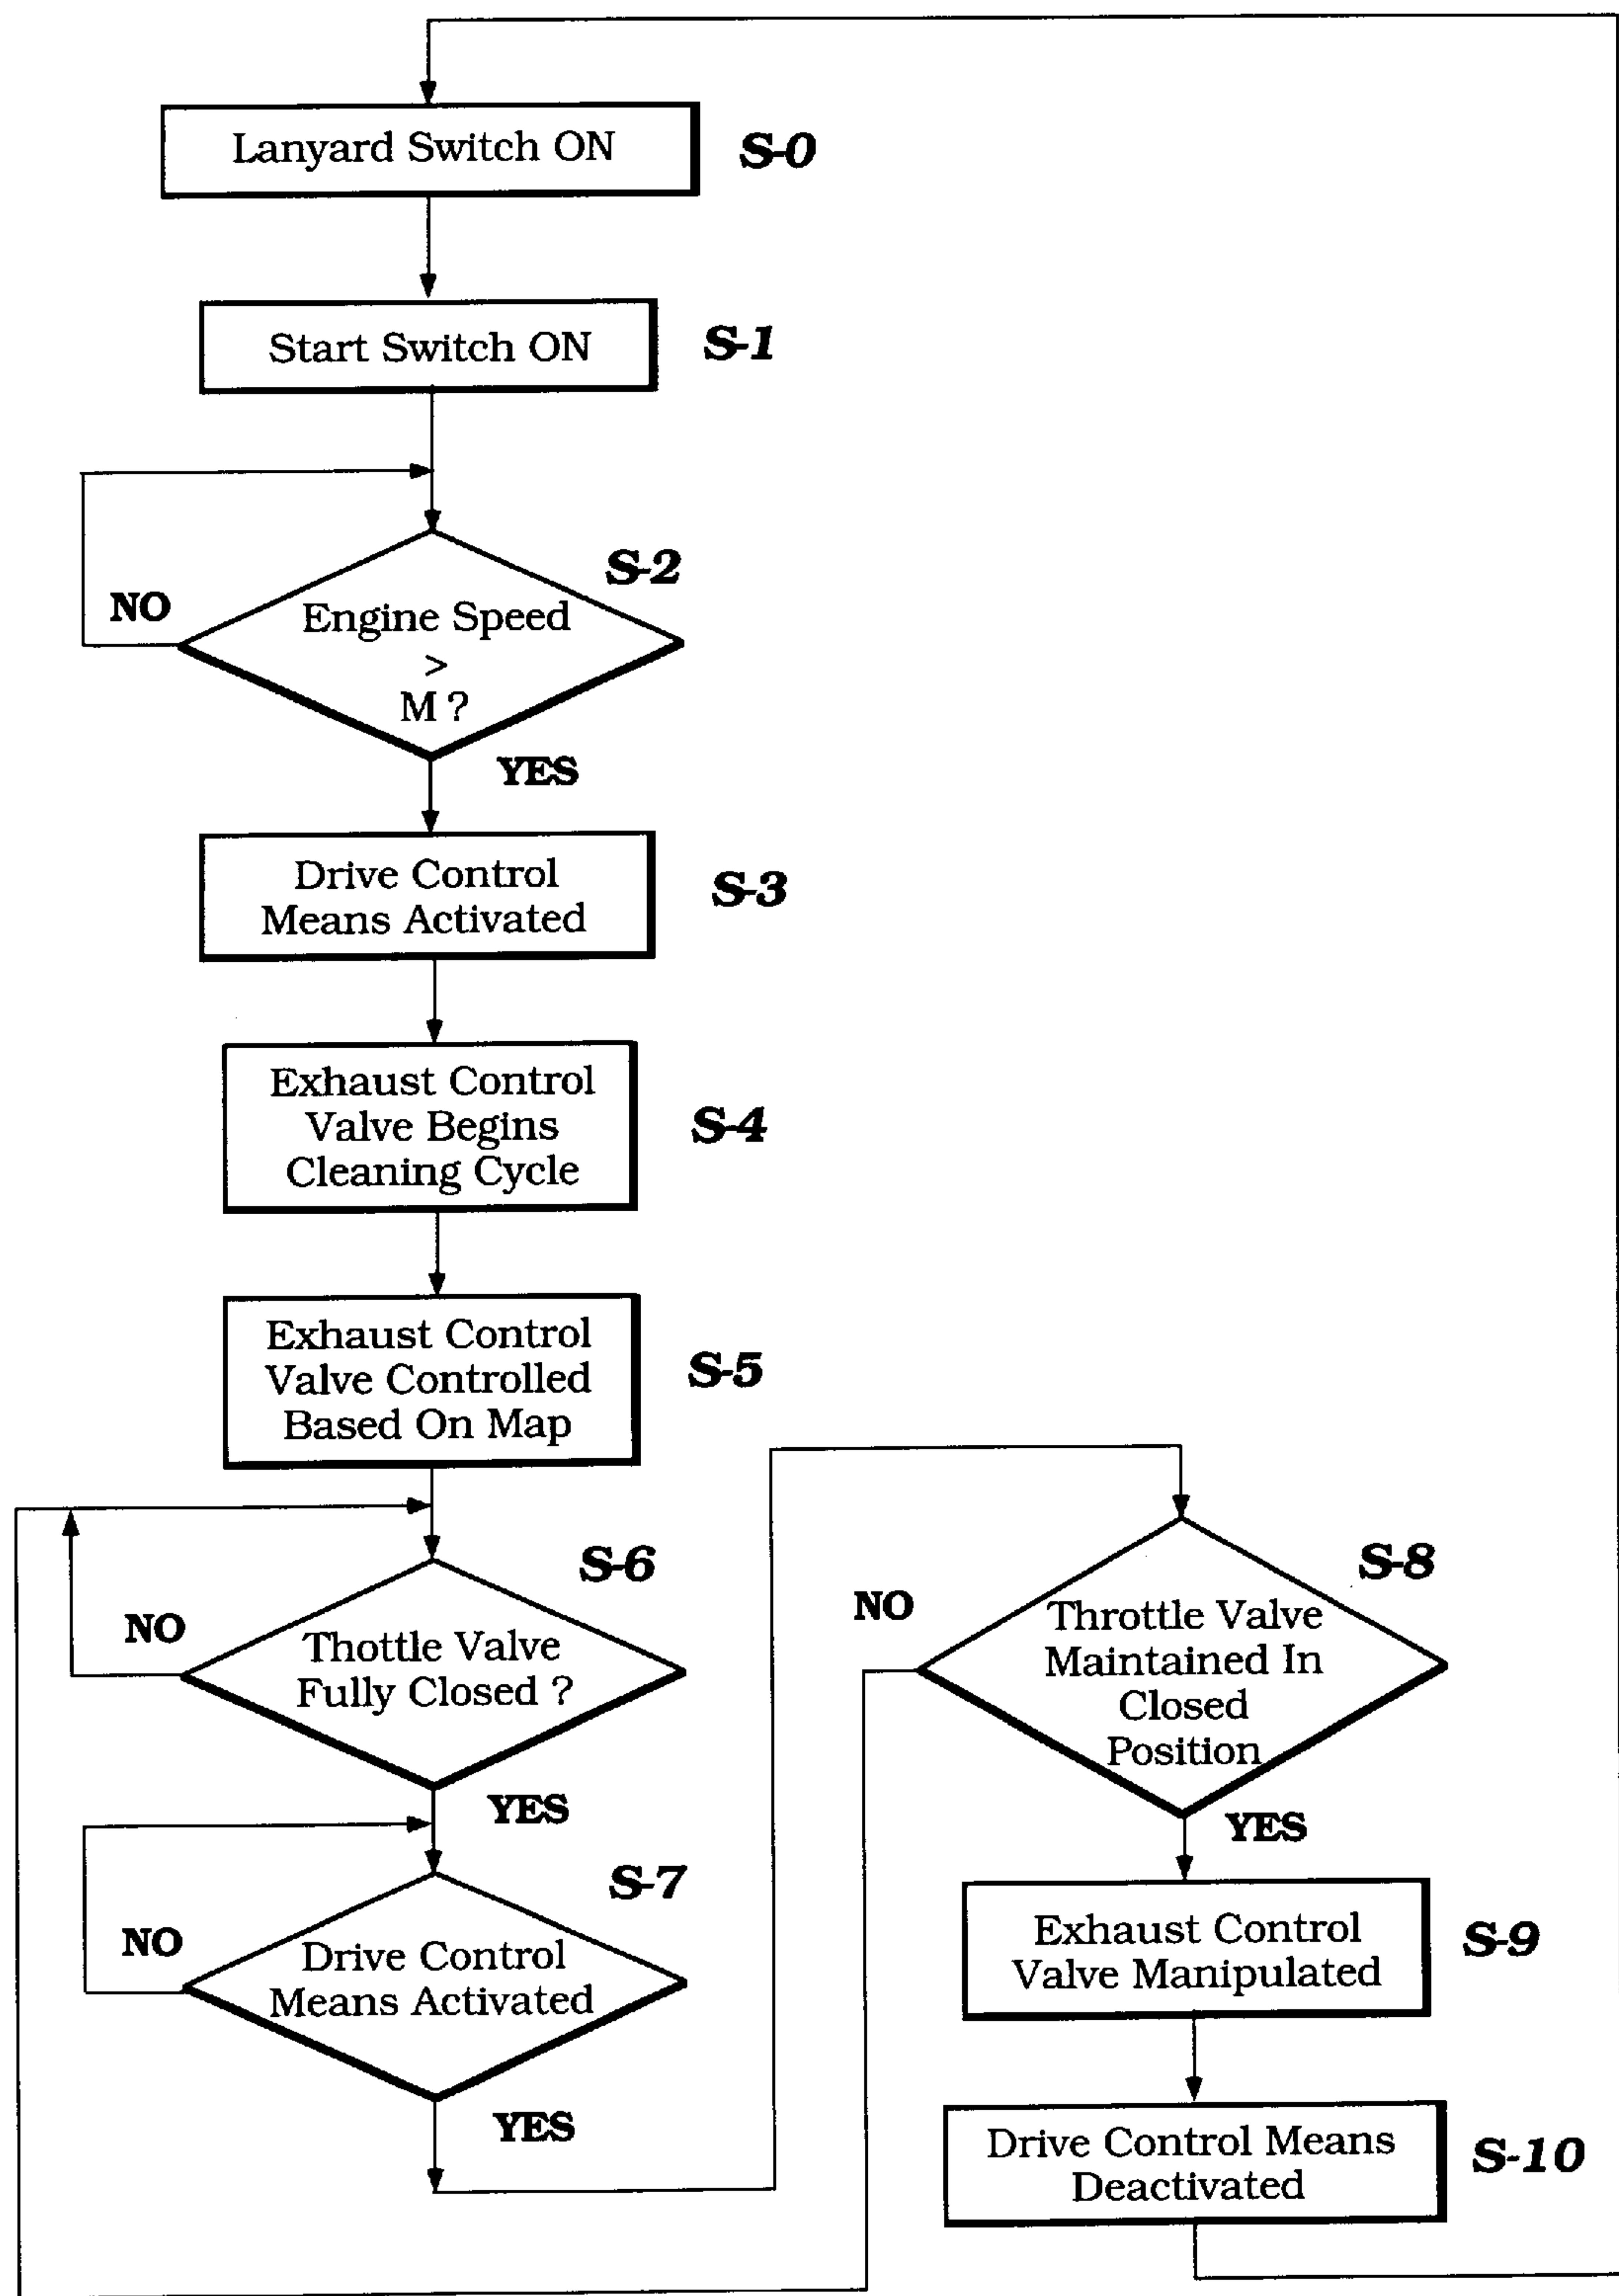 Lanyard Switch ON
S-0
Start Switch ON
S-1
S-2
NO
Engine Speed
>
M ?
YES
Drive Control
Means Activated
S-3
Exhaust Control
Valve Begins
Cleaning Cycle
S-4
Exhaust Control
Valve Controlled
Based On Map
S-5
S-6
NO
Thottle Valve
Fully Closed ?
YES
S-7
NO
Drive Control
Means Activated
YES
S-8
NO
Throttle Valve
Maintained In
Closed
Position
YES
Exhaust Control
Valve Manipulated
S-9
Drive Control Means
Deactivated
S-10